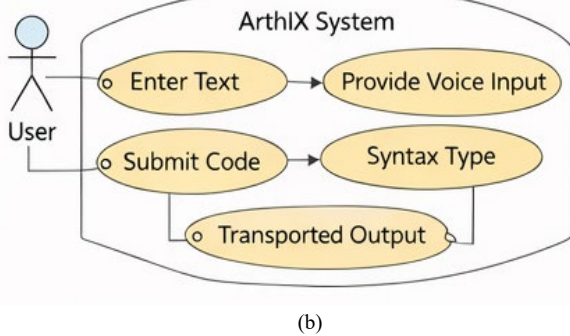 ArthIX System
Enter Text
Provide Voice Input
User
Submit Code
Syntax Type
Transported Output
(b)